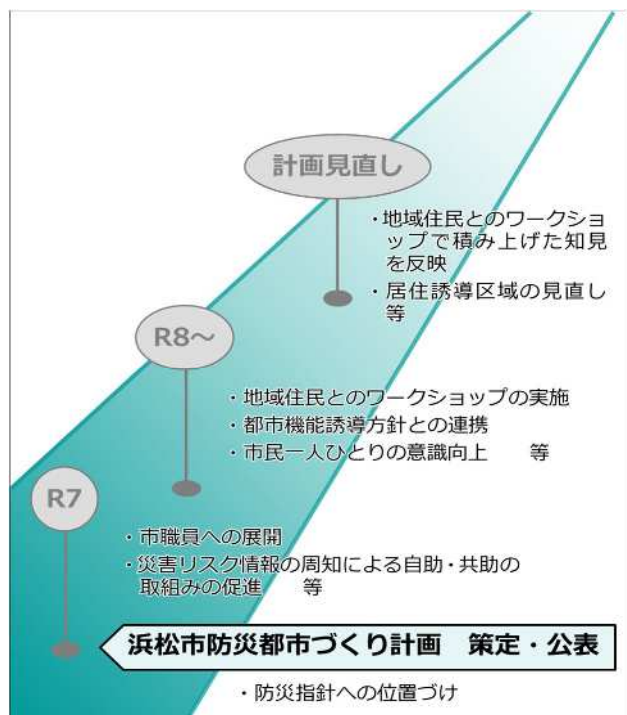 計画見直し
・地域住民とのワークショ
ップで積み上げた知見
を反映
・居住誘導区域の見直し
等
R8～
・地域住民とのワークショップの実施
・都市機能誘導方針との連携
・市民一人ひとりの意識向上　等
R7
・市職員への展開
・災害リスク情報の周知による自助・共助の
取組みの促進　等
浜松市防災都市づくり計画　策定・公表
・防災指針への位置づけ